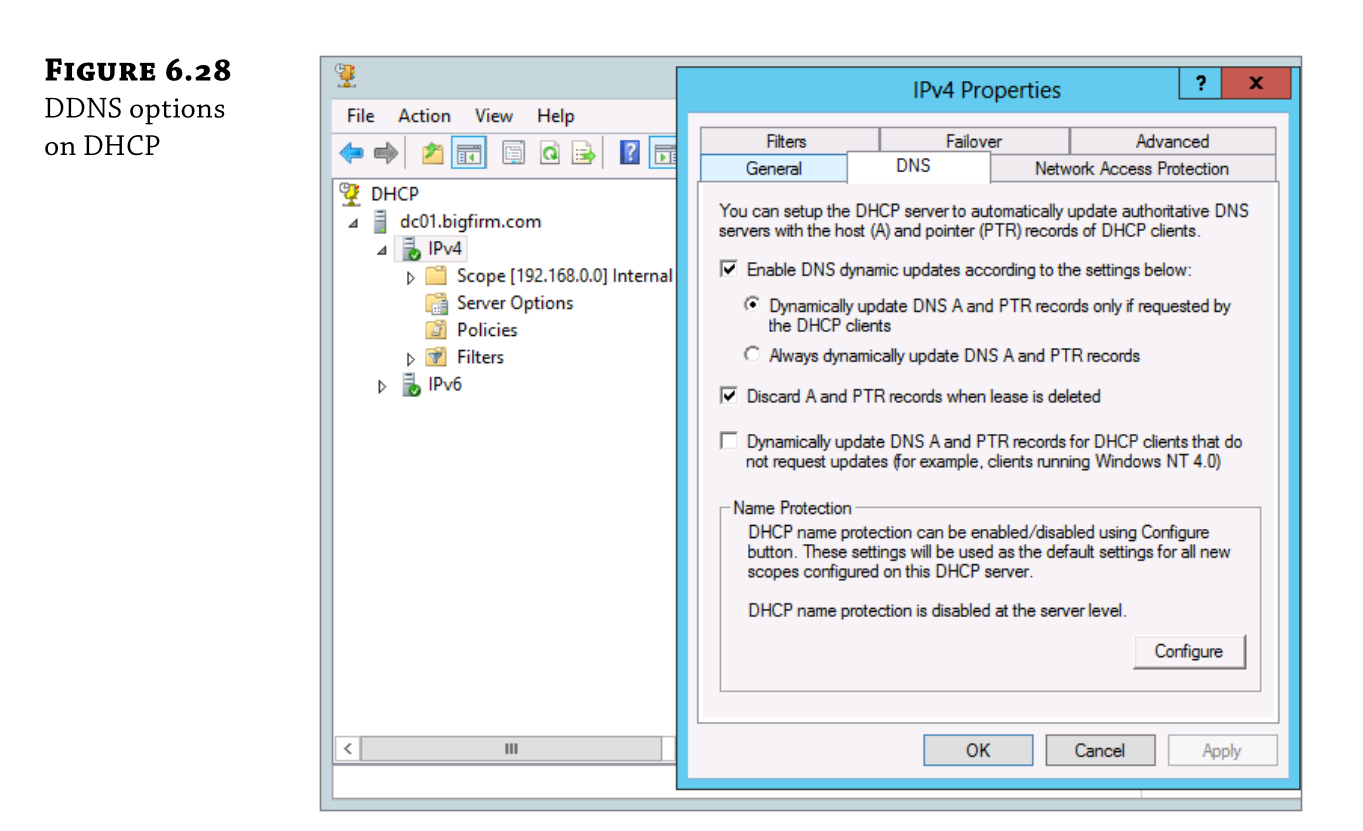 FIGURE 6.28
DDNS options
on DHCP
File Action View Help
DHCP
dc01.bigfirm.com
IPv4
Scope [192.168.0.0] Internal
Server Options
Policies
Filters
IPv6
IPv4 Properties
? x
Filters Failover Advanced
General DNS Network Access Protection
You can setup the DHCP server to automatically update authoritative DNS
servers with the host (A) and pointer (PTR) records of DHCP clients.
Enable DNS dynamic updates according to the settings below:
Dynamically update DNS A and PTR records only if requested by
the DHCP clients
Always dynamically update DNS A and PTR records
Discard A and PTR records when lease is deleted
Dynamically update DNS A and PTR records for DHCP clients that do
not request updates (for example, clients running Windows NT 4.0)
Name Protection
DHCP name protection can be enabled/disabled using Configure
button. These settings will be used as the default settings for all new
scopes configured on this DHCP server.
DHCP name protection is disabled at the server level.
Configure
OK Cancel Apply